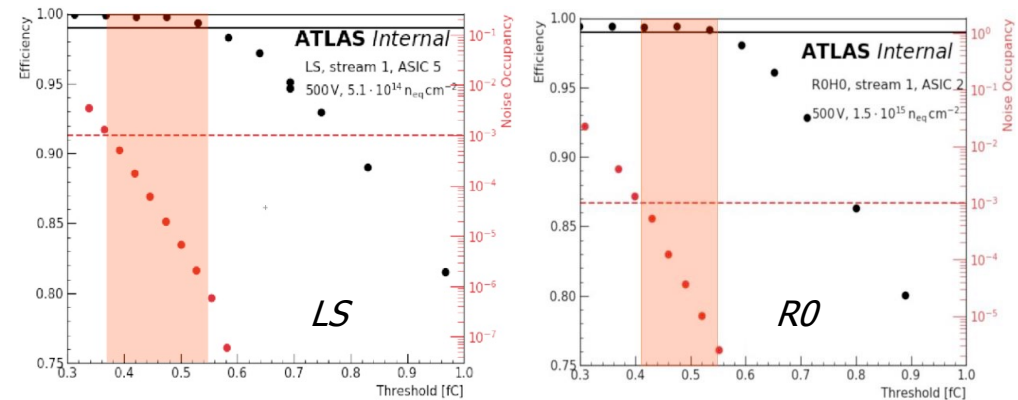 1.00
0.95
0.90
0.85
0.80
0.75
Efficiency
ATLAS Internal
LS, stream 1, ASIC 5
500 V, 5.1 · 10¹⁴ n_eq cm⁻²
LS
10⁻¹
10⁻²
10⁻³
10⁻⁴
10⁻⁵
10⁻⁶
10⁻⁷
Noise Occupancy
0.3 0.4 0.5 0.6 0.7 0.8 0.9 1.0
Threshold [fC]
1.00
0.95
0.90
0.85
0.80
0.75
Efficiency
ATLAS Internal
R0H0, stream 1, ASIC 2
500 V, 1.5 · 10¹⁵ n_eq cm⁻²
R0
10⁰
10⁻¹
10⁻²
10⁻³
10⁻⁴
10⁻⁵
Noise Occupancy
0.3 0.4 0.5 0.6 0.7 0.8 0.9 1.0
Threshold [fC]